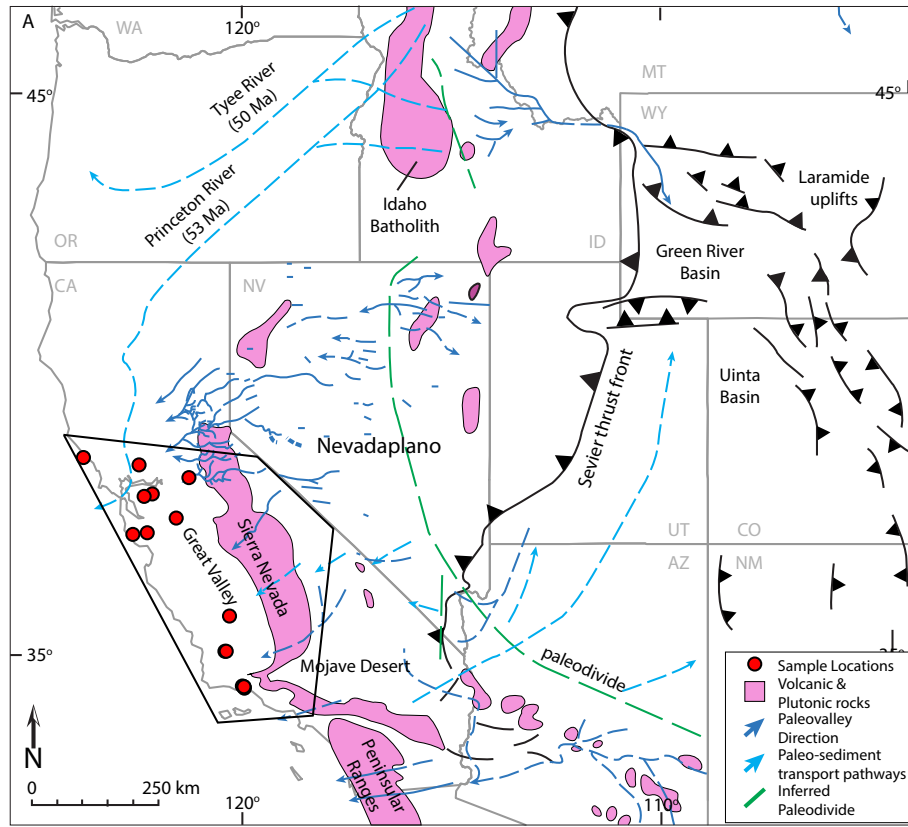 A
WA
120°
MT
45°
45°
WY
Tyee River
(50 Ma)
Princeton River
(53 Ma)
Idaho
Batholith
Laramide
uplifts
OR
ID
Green River
Basin
CA
NV
Uinta
Basin
Sevier thrust front
Nevadaplano
Sierra Nevada
Great Valley
UT
CO
AZ
NM
35°
Mojave Desert
paleodivide
Peninsular
Ranges
N
0
250 km
120°
110°
Sample Locations
Volcanic &
Plutonic rocks
Paleovalley
Direction
Paleo-sediment
transport pathways
Inferred
Paleodivide